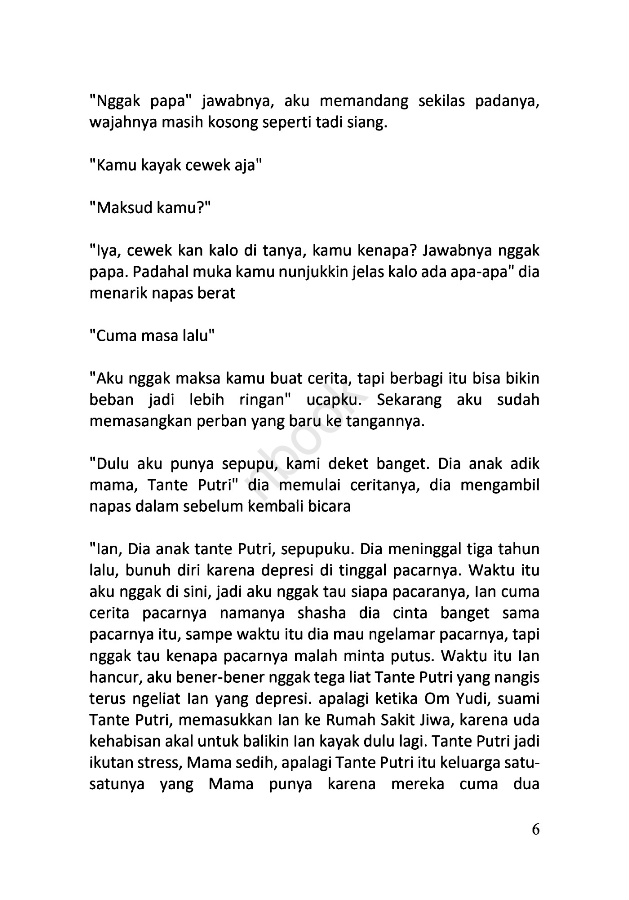 "Nggak papa" jawabnya, aku memandang sekilas padanya,
wajahnya masih kosong seperti tadi siang.
"Kamu kayak cewek aja"
"Maksud kamu?"
"Iya, cewek kan kalo di tanya, kamu kenapa? Jawabnya nggak
papa. Padahal muka kamu nunjukkin jelas kalo ada apa-apa" dia
menarik napas berat
"Cuma masa lalu"
"Aku nggak maksa kamu buat cerita, tapi berbagi itu bisa bikin
beban jadi lebih ringan" ucapku. Sekarang aku sudah
memasangkan perban yang baru ke tangannya.
"Dulu aku punya sepupu, kami deket banget. Dia anak adik
mama, Tante Putri" dia memulai ceritanya, dia mengambil
napas dalam sebelum kembali bicara
"Ian, Dia anak tante Putri, sepupuku. Dia meninggal tiga tahun
lalu, bunuh diri karena depresi di tinggal pacarnya. Waktu itu
aku nggak di sini, jadi aku nggak tau siapa pacaranya, Ian cuma
cerita pacarnya namanya shasha dia cinta banget sama
pacarnya itu, sampe waktu itu dia mau ngelamar pacarnya, tapi
nggak tau kenapa pacarnya malah minta putus. Waktu itu Ian
hancur, aku bener-bener nggak tega liat Tante Putri yang nangis
terus ngeliat Ian yang depresi. apalagi ketika Om Yudi, suami
Tante Putri, memasukkan Ian ke Rumah Sakit Jiwa, karena uda
kehabisan akal untuk balikin Ian kayak dulu lagi. Tante Putri jadi
ikutan stress, Mama sedih, apalagi Tante Putri itu keluarga satu-
satunya yang Mama punya karena mereka cuma dua
6